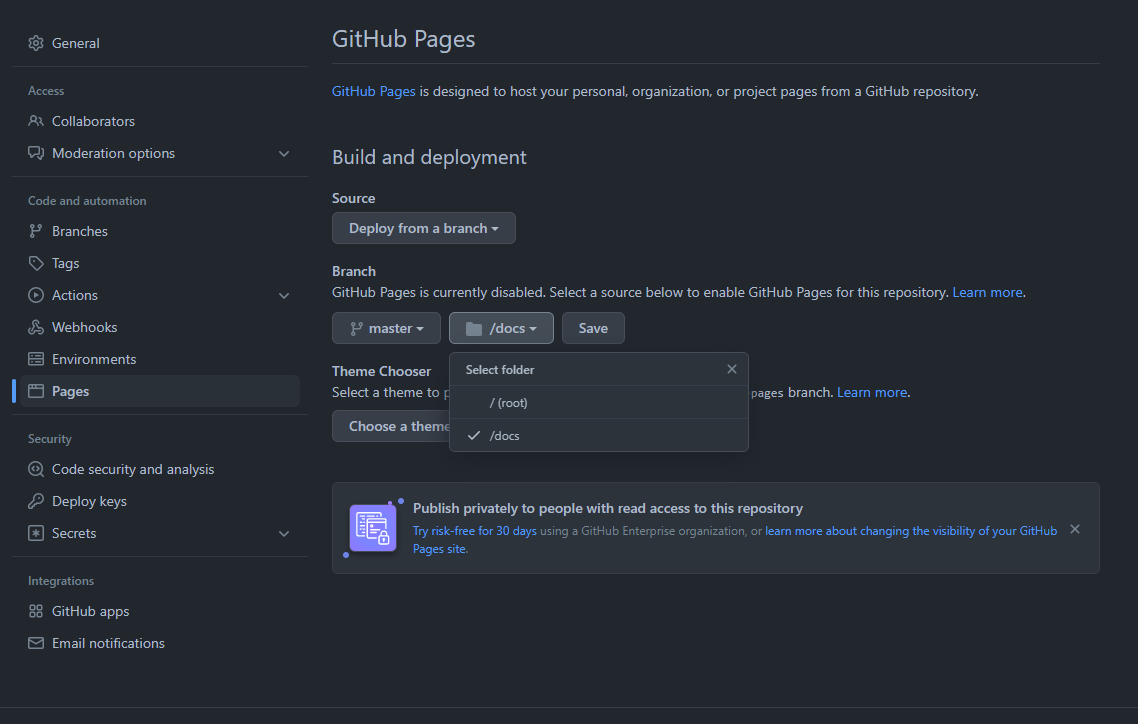 General
Access
Collaborators
Moderation options
Code and automation
Branches
Tags
Actions
Webhooks
Environments
Pages
Security
Code security and analysis
Deploy keys
Secrets
Integrations
GitHub apps
Email notifications
GitHub Pages
GitHub Pages is designed to host your personal, organization, or project pages from a GitHub repository.
Build and deployment
Source
Deploy from a branch
Branch
GitHub Pages is currently disabled. Select a source below to enable GitHub Pages for this repository. Learn more.
master /docs Save
Select folder
/ (root)
/docs
Theme Chooser
Select a theme to pages branch. Learn more.
Choose a theme
Publish privately to people with read access to this repository
Try risk-free for 30 days using a GitHub Enterprise organization, or learn more about changing the visibility of your GitHub
Pages site.